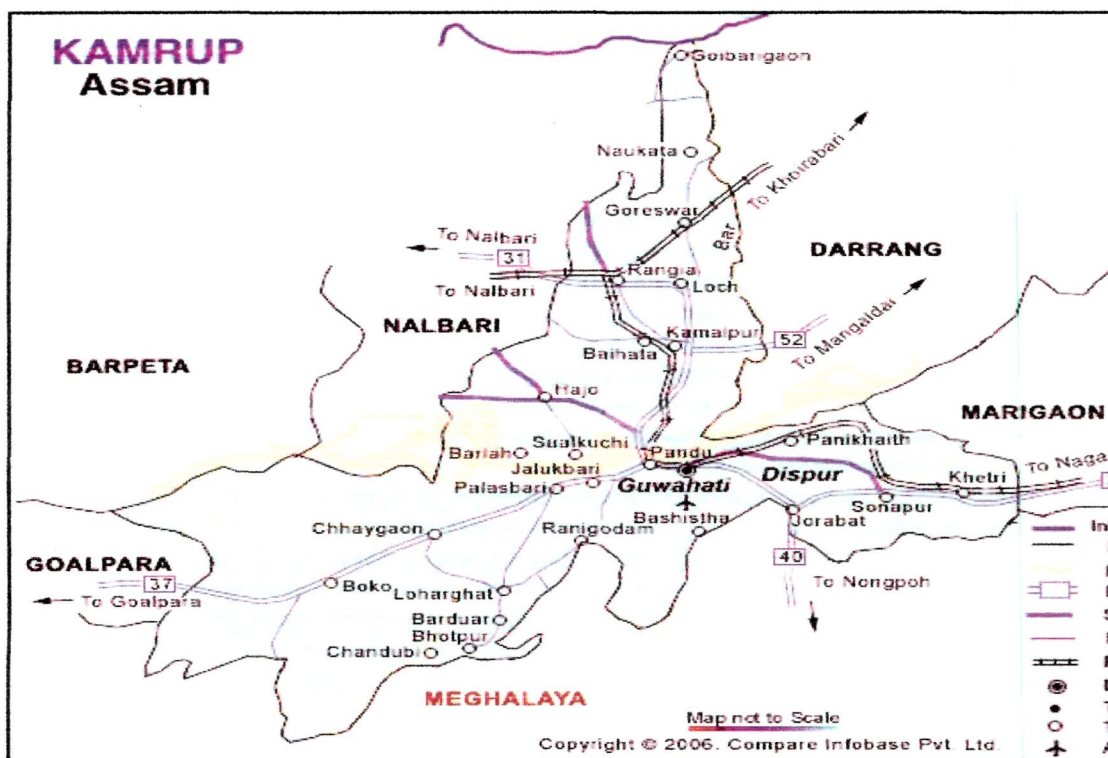 KAMRUP
Assam
Goibarigaon
Naukata
To Khoirabari
Goreswar
Bar
To Nalbari
31
DARRANG
Rangia
To Nalbari
Loch
NALBARI
Kamalpur
To Mangaldai
52
Baihata
BARPETA
Hajo
MARIGAON
Panikhaith
Sualkuchi
Bariah
Pandu
Jalukbari
Dispur
Khetri
To Naga
Palasbari
Guwahati
Sonapur
Chhaygaon
Ranigodam
Bashistha
Jorabat
In
GOALPARA
40
37
Boko
Loharghat
To Nongpoh
To Goalpara
Barduar
S
Bhotpur
Chandubi
MEGHALAYA
Map not to Scale
T
Copyright © 2006. Compare Infobase Pvt. Ltd.
A